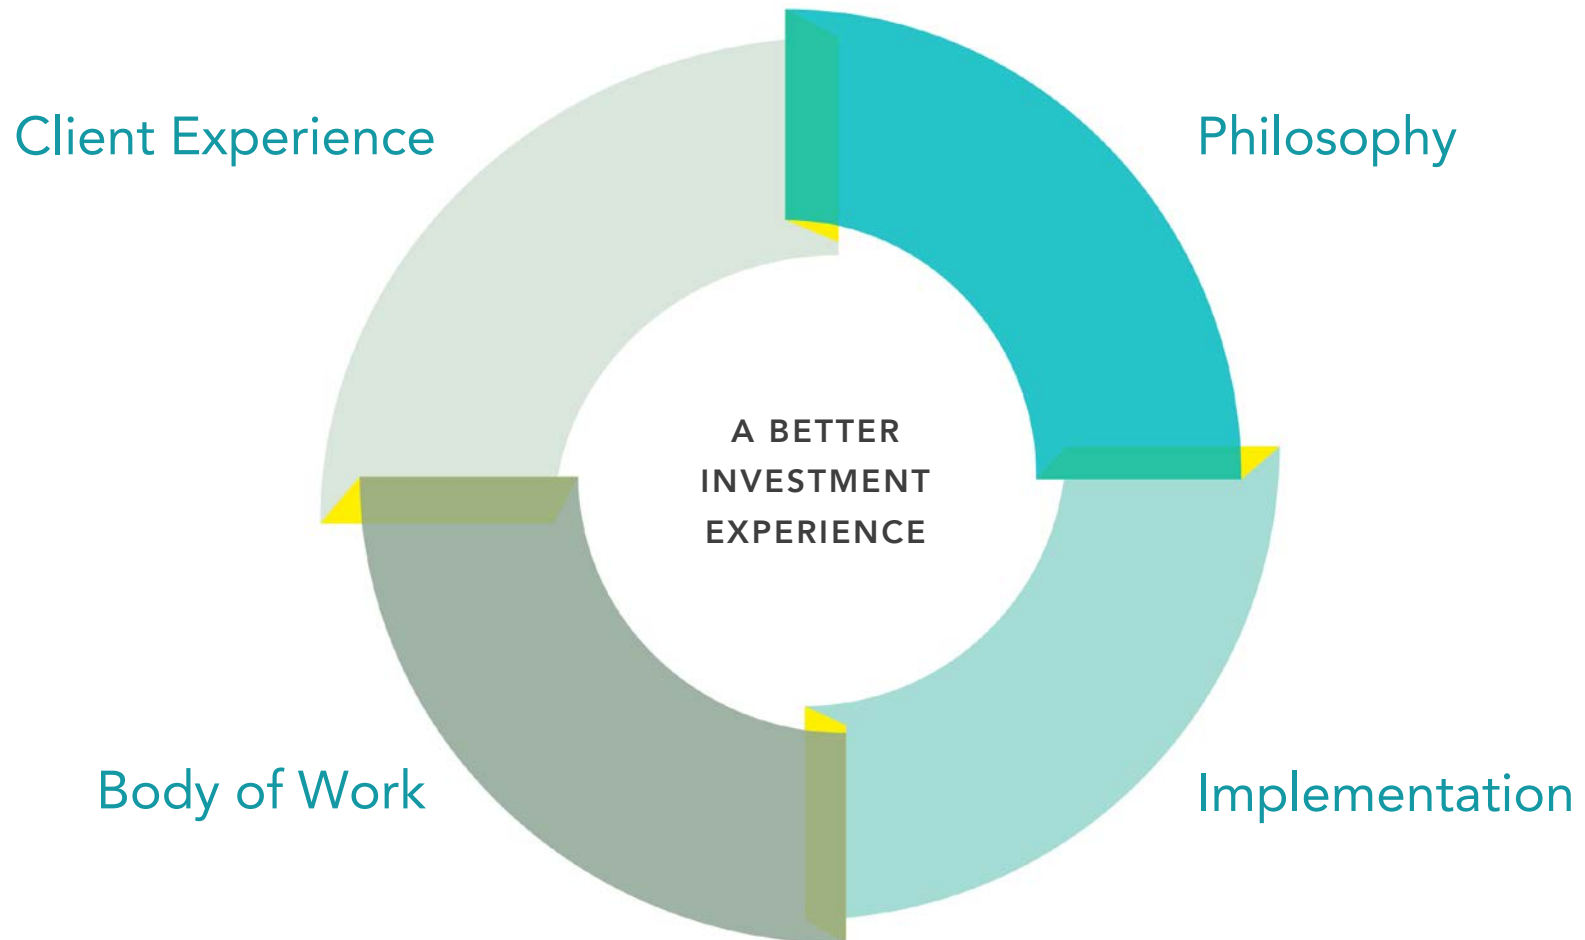 Client Experience
Philosophy
A BETTER
INVESTMENT
EXPERIENCE
Body of Work
Implementation